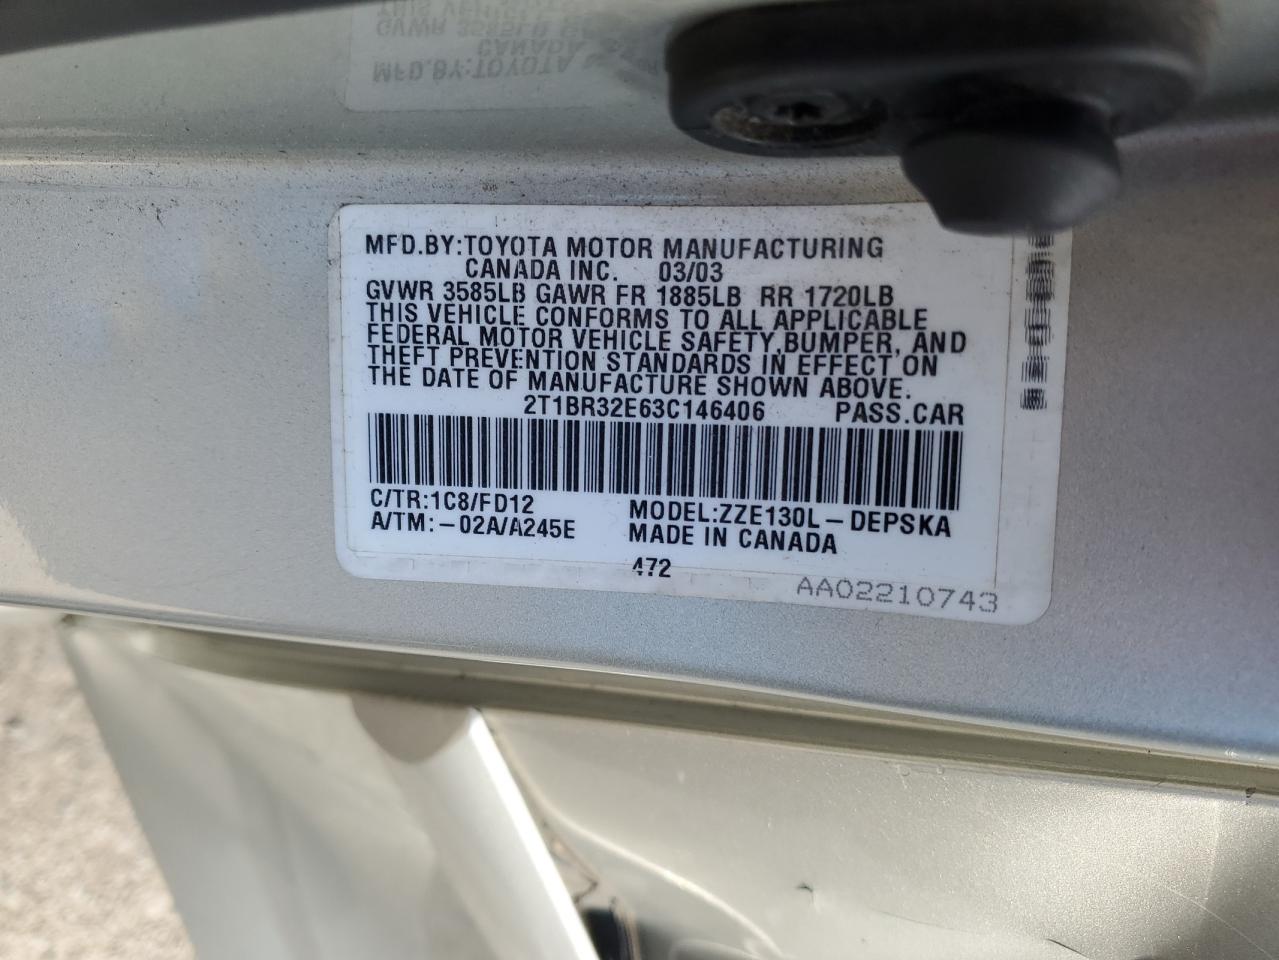 MFD.BY:TOYOTA MOTOR MANUFACTURING
CANADA INC. 03/03
GVWR 3585LB GAWR FR 1885LB RR 1720LB
THIS VEHICLE CONFORMS TO ALL APPLICABLE
FEDERAL MOTOR VEHICLE SAFETY,BUMPER, AND
THEFT PREVENTION STANDARDS IN EFFECT ON
THE DATE OF MANUFACTURE SHOWN ABOVE.
2T1BR32E63C146406 PASS.CAR
C/TR:1C8/FD12 MODEL:ZZE130L-DEPSKA
A/TM:-02A/A245E MADE IN CANADA
472
AA02210743